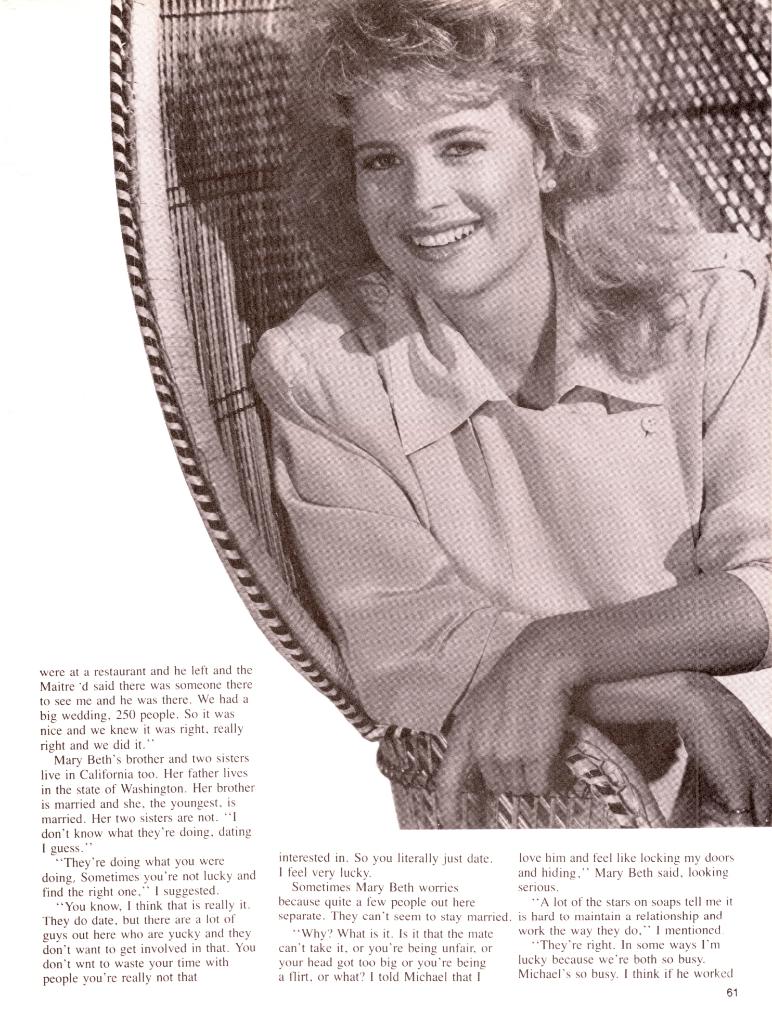 were at a restaurant and he left and the
Maitre 'd said there was someone there
to see me and he was there. We had a
big wedding, 250 people. So it was
nice and we knew it was right, really
right and we did it.''
Mary Beth's brother and two sisters
live in California too. Her father lives
in the state of Washington. Her brother
is married and she, the youngest, is
married. Her two sisters are not. ''I
don't know what they're doing, dating
I guess.''
''They're doing what you were
doing. Sometimes you're not lucky and
find the right one,'' I suggested.
''You know, I think that is really it.
They do date, but there are a lot of
guys out here who are yucky and they
don't want to get involved in that. You
don't wnt to waste your time with
people you're really not that
interested in. So you literally just date.
I feel very lucky.
Sometimes Mary Beth worries
because quite a few people out here
separate. They can't seem to stay married.
''Why? What is it. Is it that the mate
can't take it, or you're being unfair, or
your head got too big or you're being
a flirt, or what? I told Michael that I
love him and feel like locking my doors
and hiding,'' Mary Beth said, looking
serious.
''A lot of the stars on soaps tell me it
is hard to maintain a relationship and
work the way they do,'' I mentioned.
''They're right. In some ways I'm
lucky because we're both so busy.
Michael's so busy. I think if he worked
61